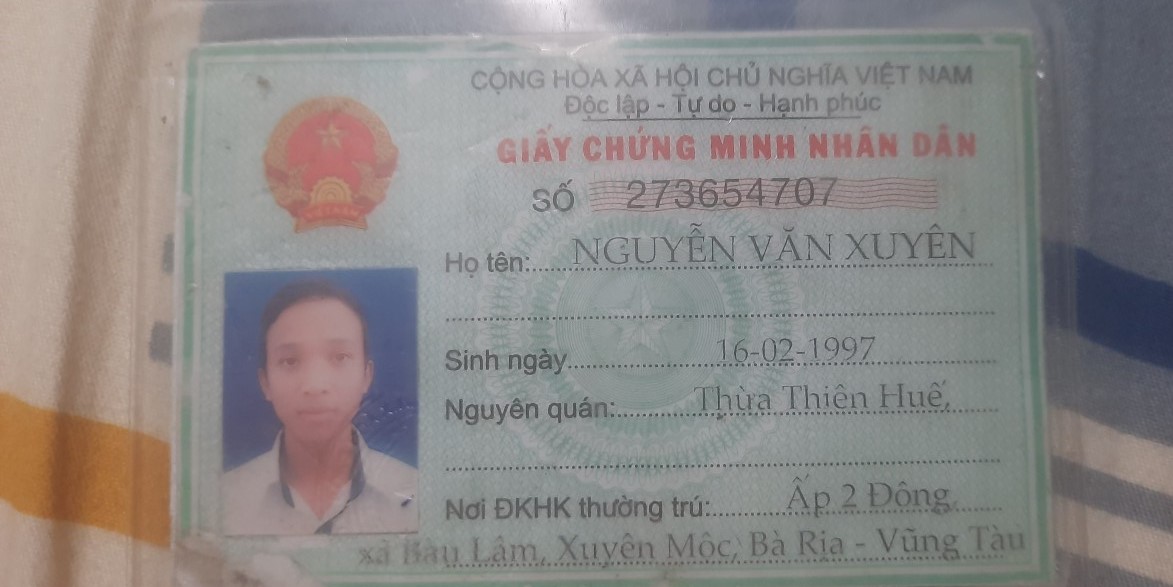 CỘNG HÒA XÃ HỘI CHỦ NGHĨA VIỆT NAM
Độc lập - Tự do - Hạnh phúc
GIẤY CHỨNG MINH NHÂN DÂN
SỐ 273654707
Họ tên: NGUYỄN VĂN XUYÊN
Sinh ngày 16-02-1997
Nguyên quán: Thừa Thiên Huế,
Nơi ĐKHK thường trú: Ấp 2 Đông,
xã Bàu Lâm, Xuyên Mộc, Bà Rịa - Vũng Tàu
VIETNAM